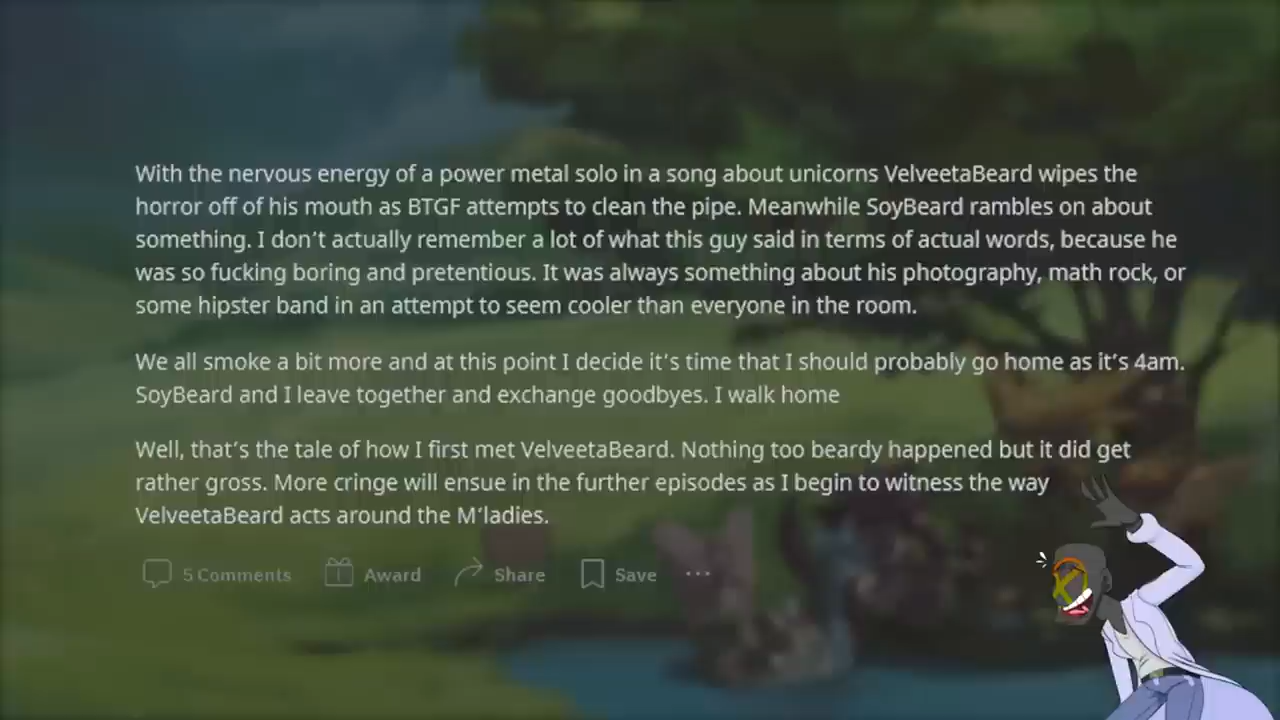 With the nervous energy of a power metal solo in a song about unicorns VelveetaBeard wipes the
horror off of his mouth as BTGF attempts to clean the pipe. Meanwhile SoyBeard rambles on about
something. I don’t actually remember a lot of what this guy said in terms of actual words, because he
was so fucking boring and pretentious. It was always something about his photography, math rock, or
some hipster band in an attempt to seem cooler than everyone in the room.
We all smoke a bit more and at this point I decide it’s time that I should probably go home as it’s 4am.
SoyBeard and I leave together and exchange goodbyes. I walk home
Well, that’s the tale of how I first met VelveetaBeard. Nothing too beardy happened but it did get
rather gross. More cringe will ensue in the further episodes as I begin to witness the way
VelveetaBeard acts around the M‘ladies.
5 Comments Award Share Save ...